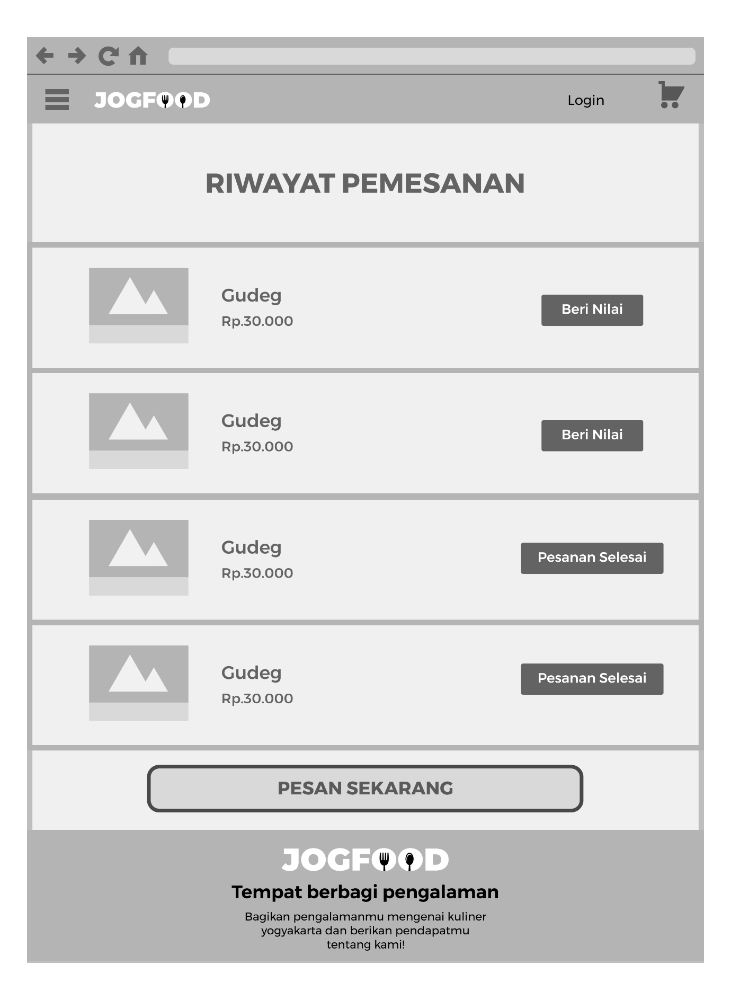 JOGFOOD
Login
RIWAYAT PEMESANAN
Gudeg
Rp.30.000
Beri Nilai
Gudeg
Rp.30.000
Beri Nilai
Gudeg
Rp.30.000
Pesanan Selesai
Gudeg
Rp.30.000
Pesanan Selesai
PESAN SEKARANG
JOGFOOD
Tempat berbagi pengalaman
Bagikan pengalamanmu mengenai kuliner
yogyakarta dan berikan pendapatmu
tentang kami!